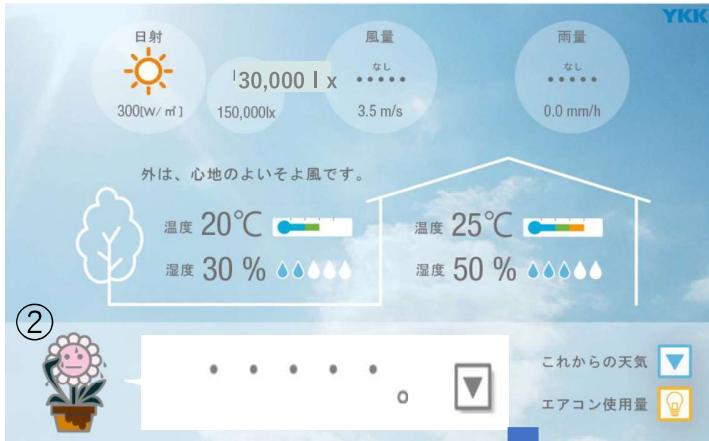 YKK
日射
風量
雨量
なし
なし
30,000 l x
300[W/㎡]
150,000lx
3.5 m/s
0.0 mm/h
外は、心地のよいそよ風です。
温度 20℃
温度 25℃
湿度 30 %
湿度 50 %
②
・・・・・。
▼
これからの天気
▼
エアコン使用量